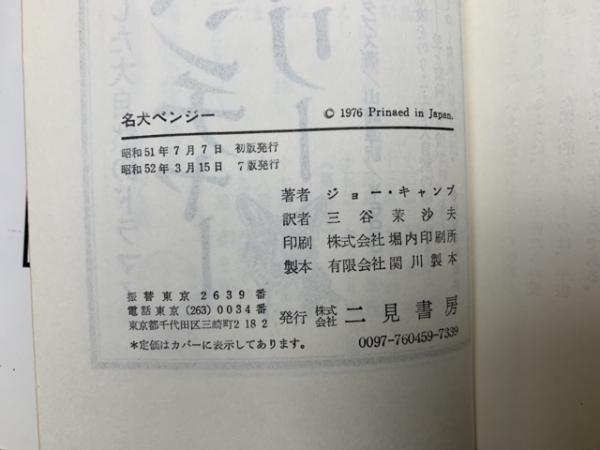 名犬ベンジー
© 1976 Prinaed in Japan.
昭和51年7月7日 初版発行
昭和52年3月15日 7版発行
著者 ジョー・キャンプ
訳者 三谷茉沙夫
印刷 株式会社堀内印刷所
製本 有限会社関川製本
振替東京2639番
電話東京(263)0034番
東京都千代田区三崎町2 18 2
発行 株式会社 二見書房
*定価はカバーに表示してあります。
0097-760459-7339